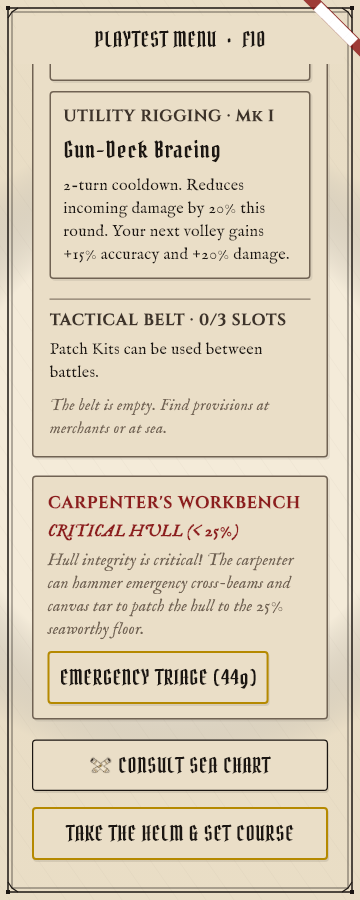 PLAYTEST MENU · F10
UTILITY RIGGING · MK I
Gun-Deck Bracing
2-turn cooldown. Reduces
incoming damage by 20% this
round. Your next volley gains
+15% accuracy and +20% damage.
TACTICAL BELT · 0/3 SLOTS
Patch Kits can be used between
battles.
The belt is empty. Find provisions at
merchants or at sea.
CARPENTER'S WORKBENCH
CRITICAL HULL (< 25%)
Hull integrity is critical! The carpenter
can hammer emergency cross-beams and
canvas tar to patch the hull to the 25%
seaworthy floor.
EMERGENCY TRIAGE (44g)
CONSULT SEA CHART
TAKE THE HELM & SET COURSE